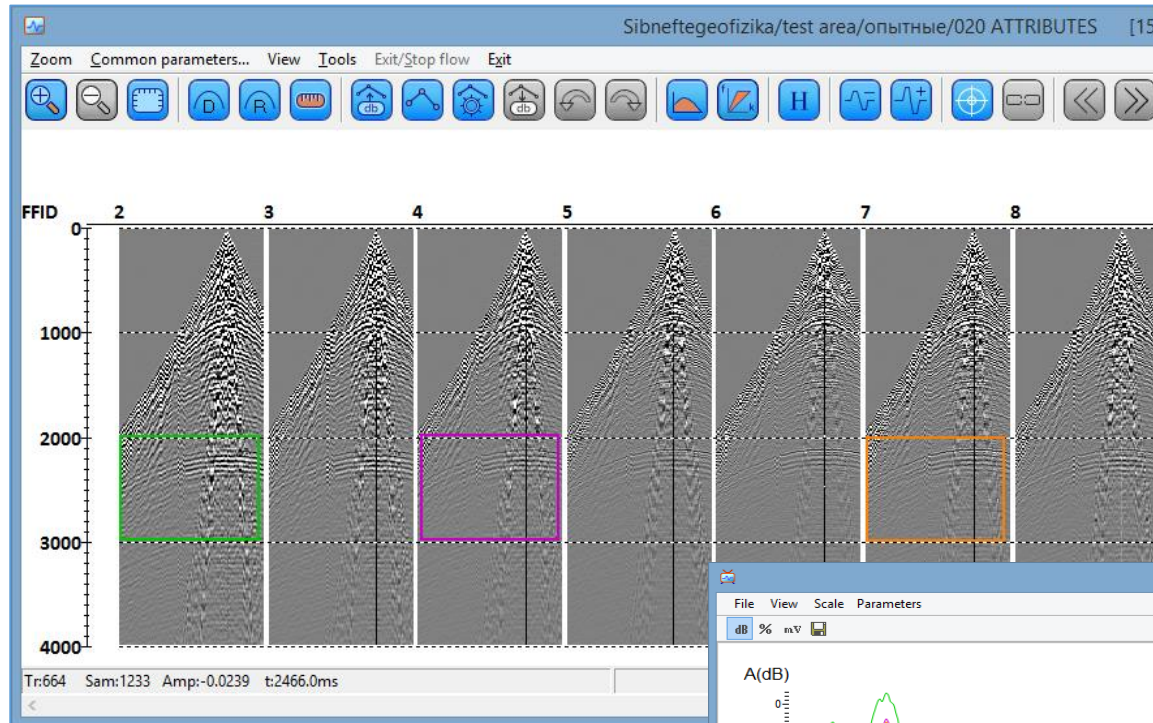 Sibneftegeofizika/test area/опытные/020 ATTRIBUTES [15
Zoom Common parameters... View Tools Exit/Stop flow Exit
D R db db f k H
FFID 2 3 4 5 6 7 8
0
1000
2000
3000
4000
Tr:664 Sam:1233 Amp:-0.0239 t:2466.0ms
File View Scale Parameters
dB % mV
A(dB)
0